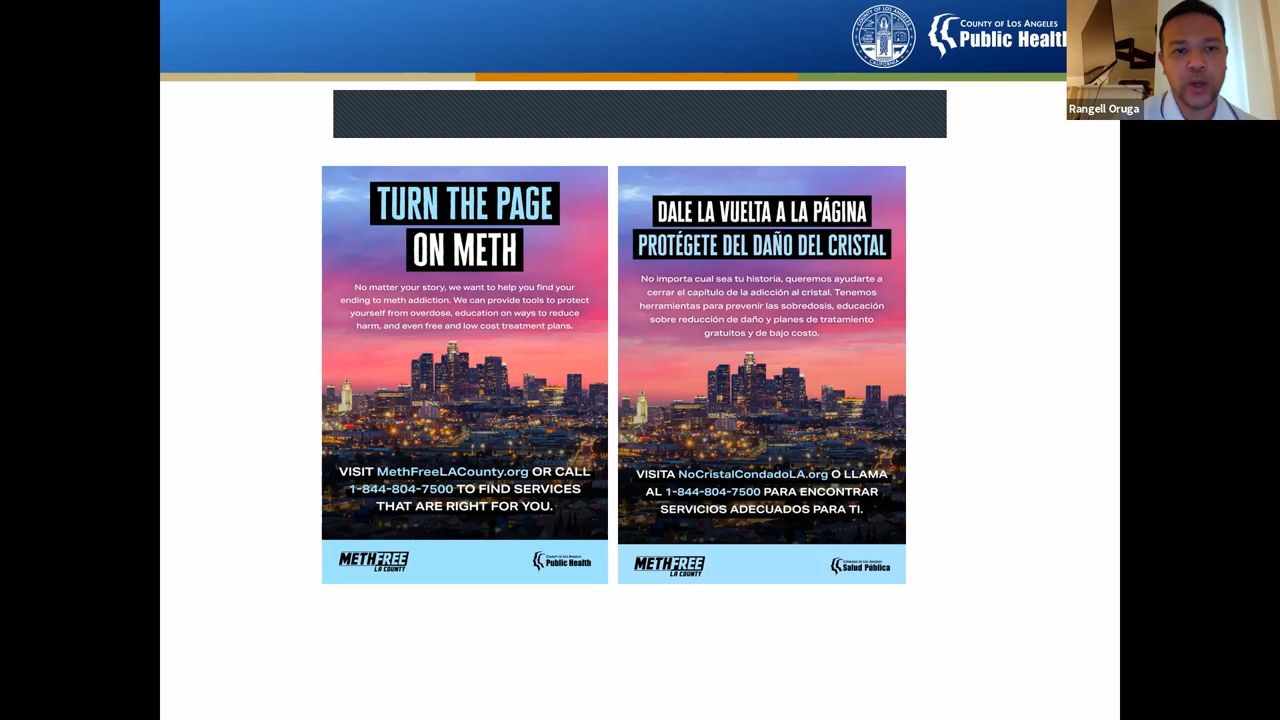 COUNTY OF LOS ANGELES
Public Health
Rangell Oruga
TURN THE PAGE
ON METH
No matter your story, we want to help you find your
ending to meth addiction. We can provide tools to protect
yourself from overdose, education on ways to reduce
harm, and even free and low cost treatment plans.
VISIT MethFreeLACounty.org OR CALL
1-844-804-7500 TO FIND SERVICES
THAT ARE RIGHT FOR YOU.
METHFREE
LA COUNTY
COUNTY OF LOS ANGELES
Public Health
DALE LA VUELTA A LA PÁGINA
PROTÉGETE DEL DAÑO DEL CRISTAL
No importa cual sea tu historia, queremos ayudarte a
cerrar el capítulo de la adicción al cristal. Tenemos
herramientas para prevenir las sobredosis, educación
sobre reducción de daño y planes de tratamiento
gratuitos y de bajo costo.
VISITA NoCristalCondadoLA.org O LLAMA
AL 1-844-804-7500 PARA ENCONTRAR
SERVICIOS ADECUADOS PARA TI.
METHFREE
LA COUNTY
Salud Pública